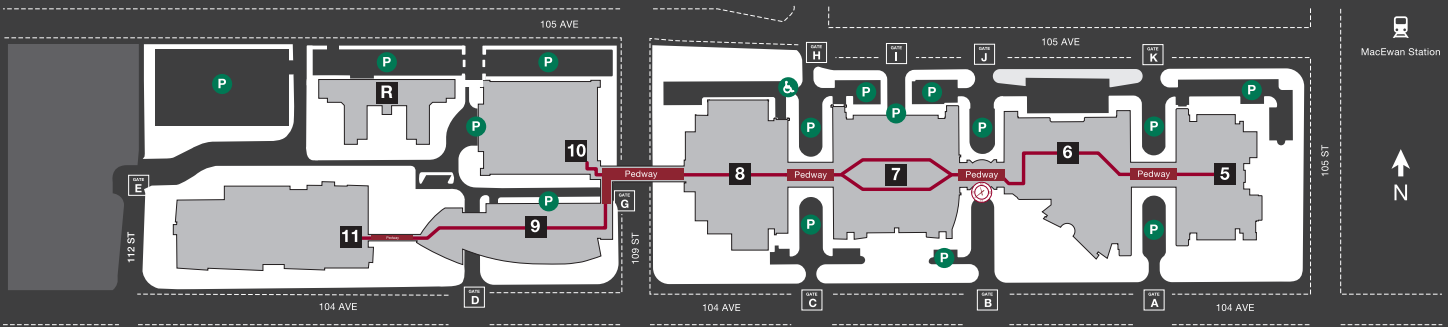 105 AVE
GATE
H
GATE
I
GATE
J
105 AVE
GATE
K
MacEwan Station
P
P
P
R
P
P
P
P
P
P
P
P
P
10
8
Pedway
Pedway
7
Pedway
6
Pedway
5
105 ST
N
GATE
E
GATE
G
P
9
11
Pedway
P
P
P
112 ST
109 ST
104 AVE
GATE
D
104 AVE
GATE
C
GATE
B
GATE
A
104 AVE